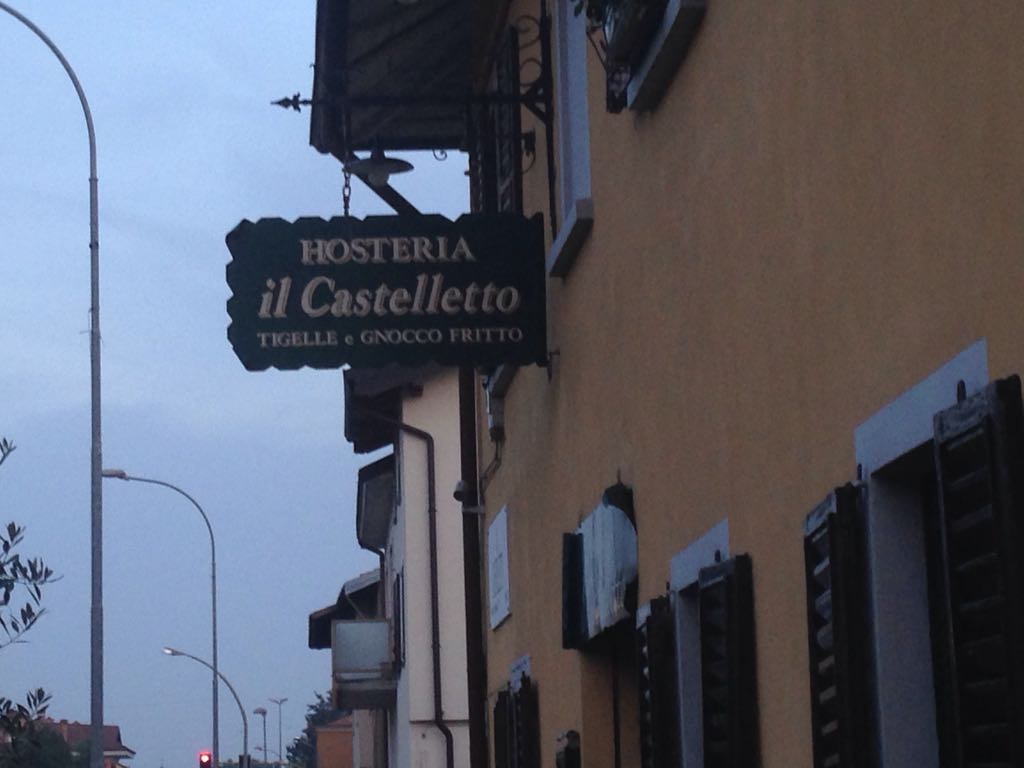 HOSTERIA
il Castelletto
TIGELLE e GNOCCO FRITTO